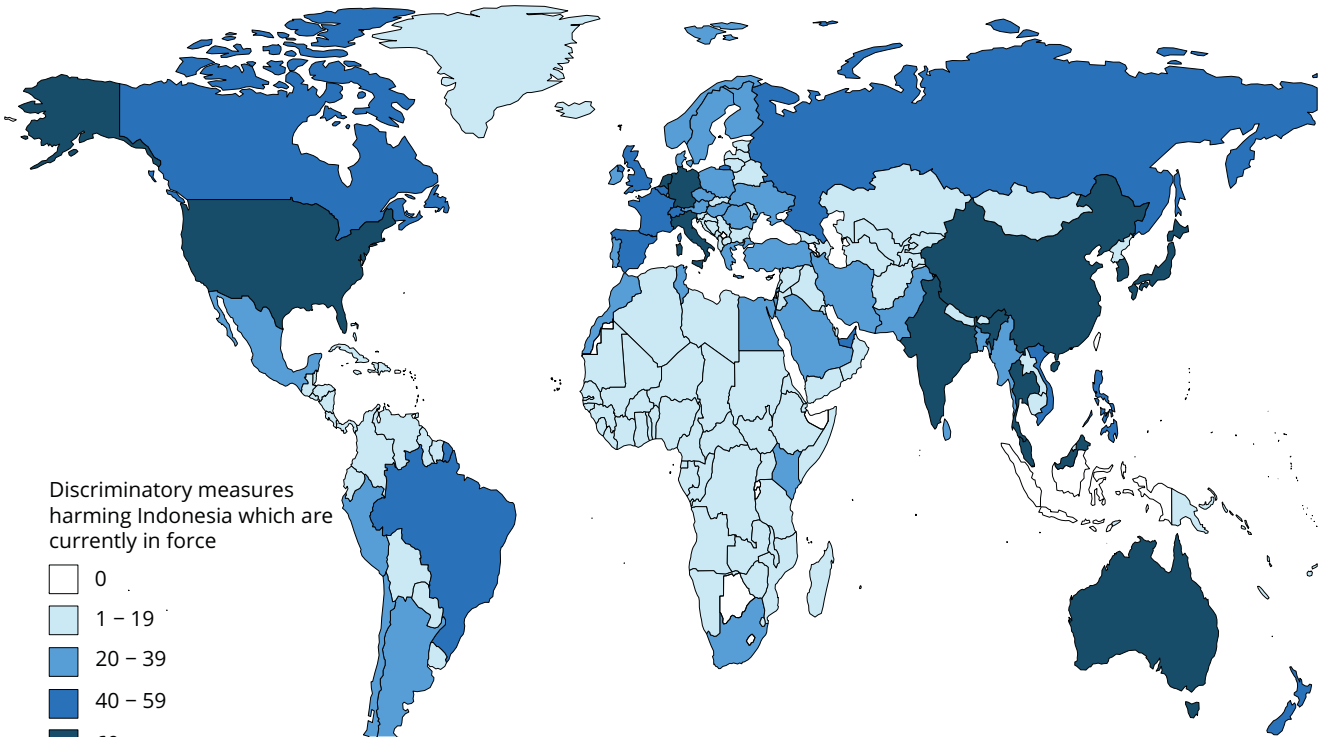 Discriminatory measures
harming Indonesia which are
currently in force
0
1 – 19
20 – 39
40 – 59